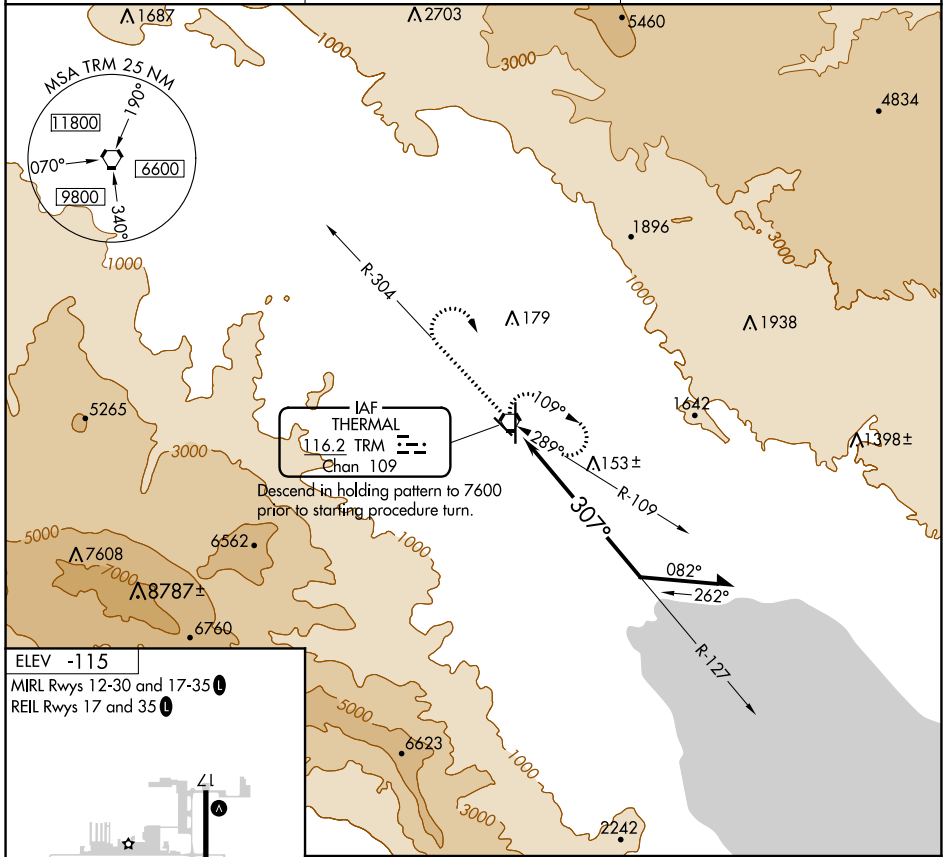 1687
2703
5460
1000
3000
MSA TRM 25 NM
190°
11800
070°
6600
9800
340°
4834
1000
1896
3000
1000
R-304
179
1938
5265
IAF
THERMAL
116.2 TRM
Chan 109
109°
289°
1642
1398±
153±
R-109
3000
Descend in holding pattern to 7600
prior to starting procedure turn.
307°
5000
7608
6562
1000
7000
8787±
082°
262°
6760
R-127
ELEV -115
MIRL Rwys 12-30 and 17-35 L
REIL Rwys 17 and 35 L
5000
6623
1000
17
V
3000
2242